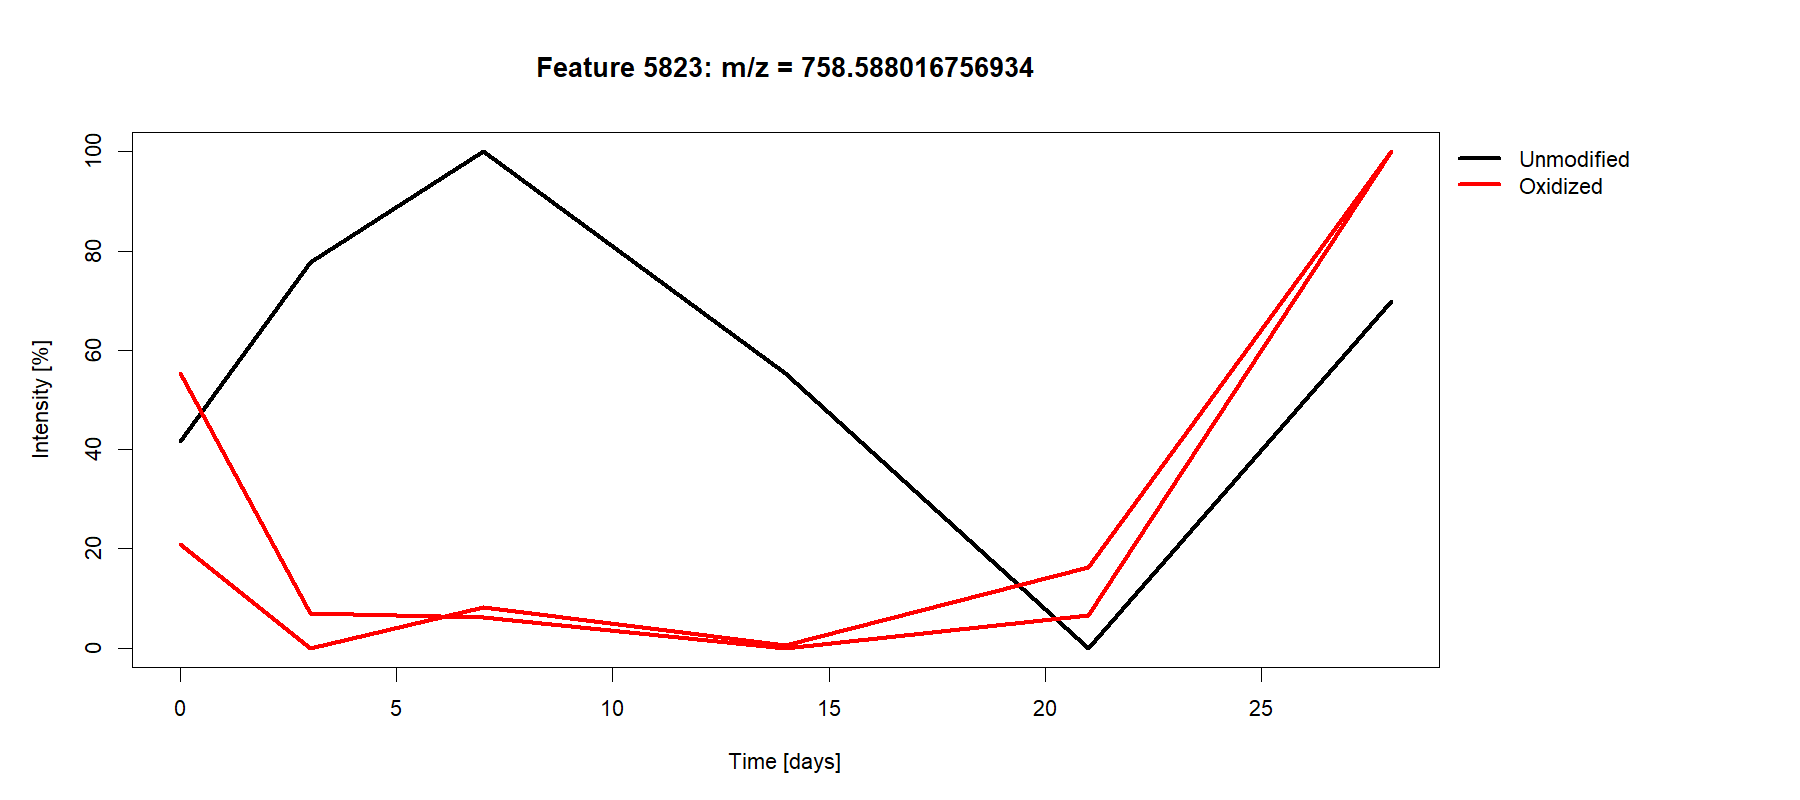 Feature 5823: m/z = 758.588016756934
Unmodified
Oxidized
Intensity [%]
100
80
60
40
20
0
0 5 10 15 20 25
Time [days]